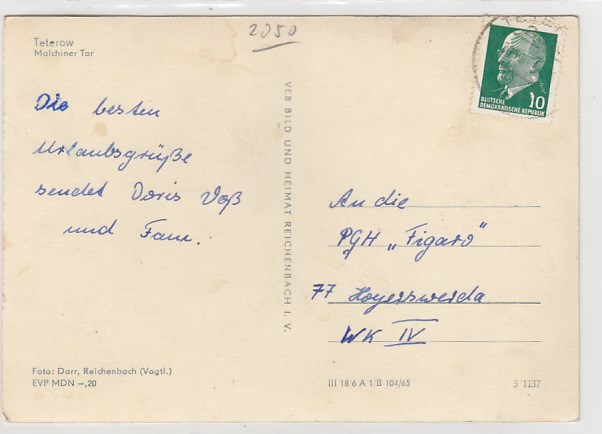 2050
Teterow
Malchiner Tor
Die besten
Urlaubsgrüße
sendet Doris Voß
und Fam.
Foto: Darr, Reichenbach (Vogtl.)
EVP MDN –,20
VEB BILD UND HEIMAT REICHENBACH I. V.
DEUTSCHE
DEMOKRATISCHE REPUBLIK
10
An die
PGH „Figaro"
77 Hoyerswerda
WK IV
III 18 6 A 1/B 104/65
3/1137